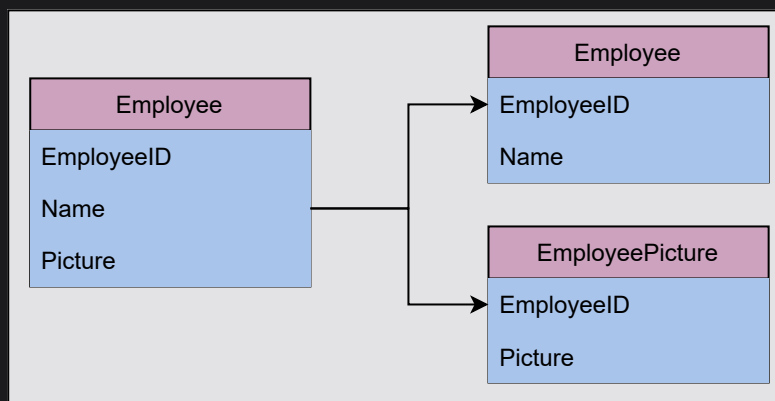 Employee
EmployeeID
Name
Picture
Employee
EmployeeID
Name
EmployeePicture
EmployeeID
Picture